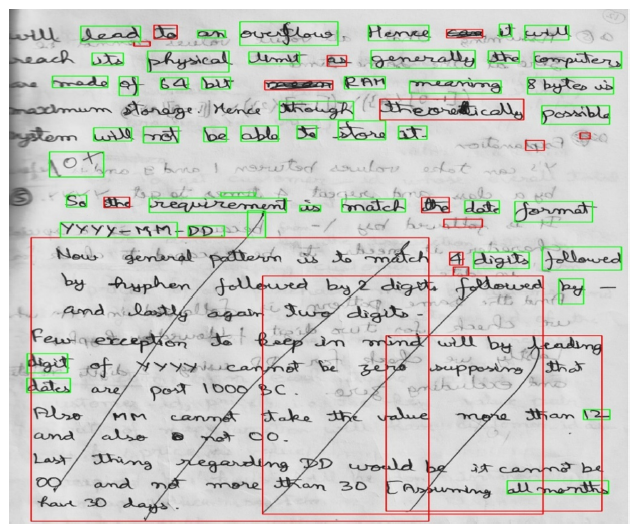 will lead to an overflow. Hence it will
reach its physical limit as generally the computers
are made of 64 bit RAM meaning 8 bytes is
maximum storage. Hence though theoretically possible
system will not be able to store it.
10+
5 So the requirement is match the date format
YXYX-MM-DD.
Now general pattern is to match 4 digits followed
by hyphen followed by 2 digits followed by -
and lastly again two digits.
Few exception to keep in mind will by leading
digit of YYYY cannot be zero supposing that
dates are post 1000 BC.
Also MM cannot take the value more than 12
and also not 00.
Last thing regarding DD would be it cannot be
00 and not more than 30 [Assuming all months
have 30 days.